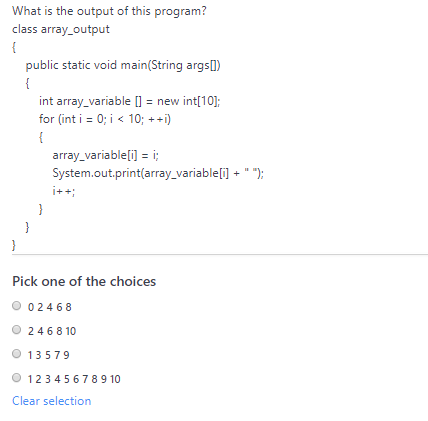 What is the output of this program?
class array_output
{
public static void main(String args[])
{
int array_variable [] = new int[10];
for (int i = 0; i < 10; ++i)
{
array_variable[i] = i;
System.out.print(array_variable[i] + " ");
i++;
}
}
}
Pick one of the choices
0 2 4 6 8
2 4 6 8 10
1 3 5 7 9
1 2 3 4 5 6 7 8 9 10
Clear selection